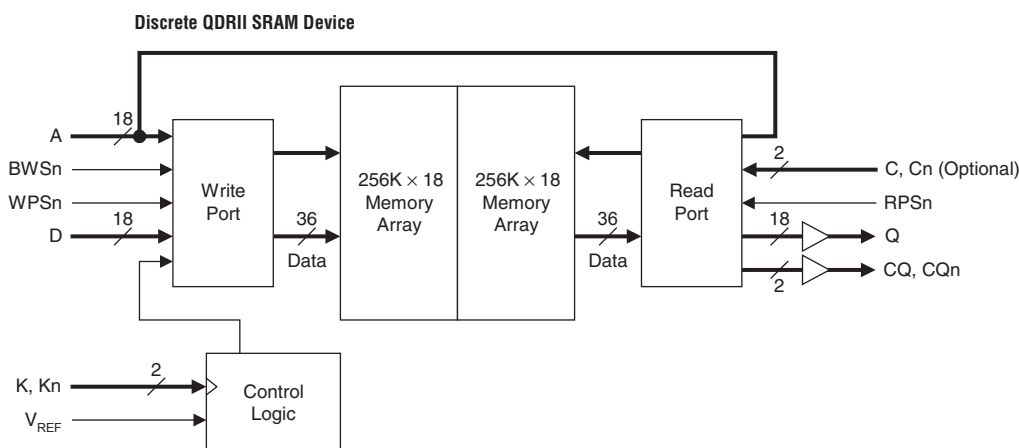 Discrete QDRII SRAM Device
A
18
BWSn
WPSn
D
18
Write
Port
36
Data
256K × 18
Memory
Array
256K × 18
Memory
Array
36
Data
Read
Port
2
C, Cn (Optional)
RPSn
18
Q
2
CQ, CQn
K, Kn
2
VREF
Control
Logic